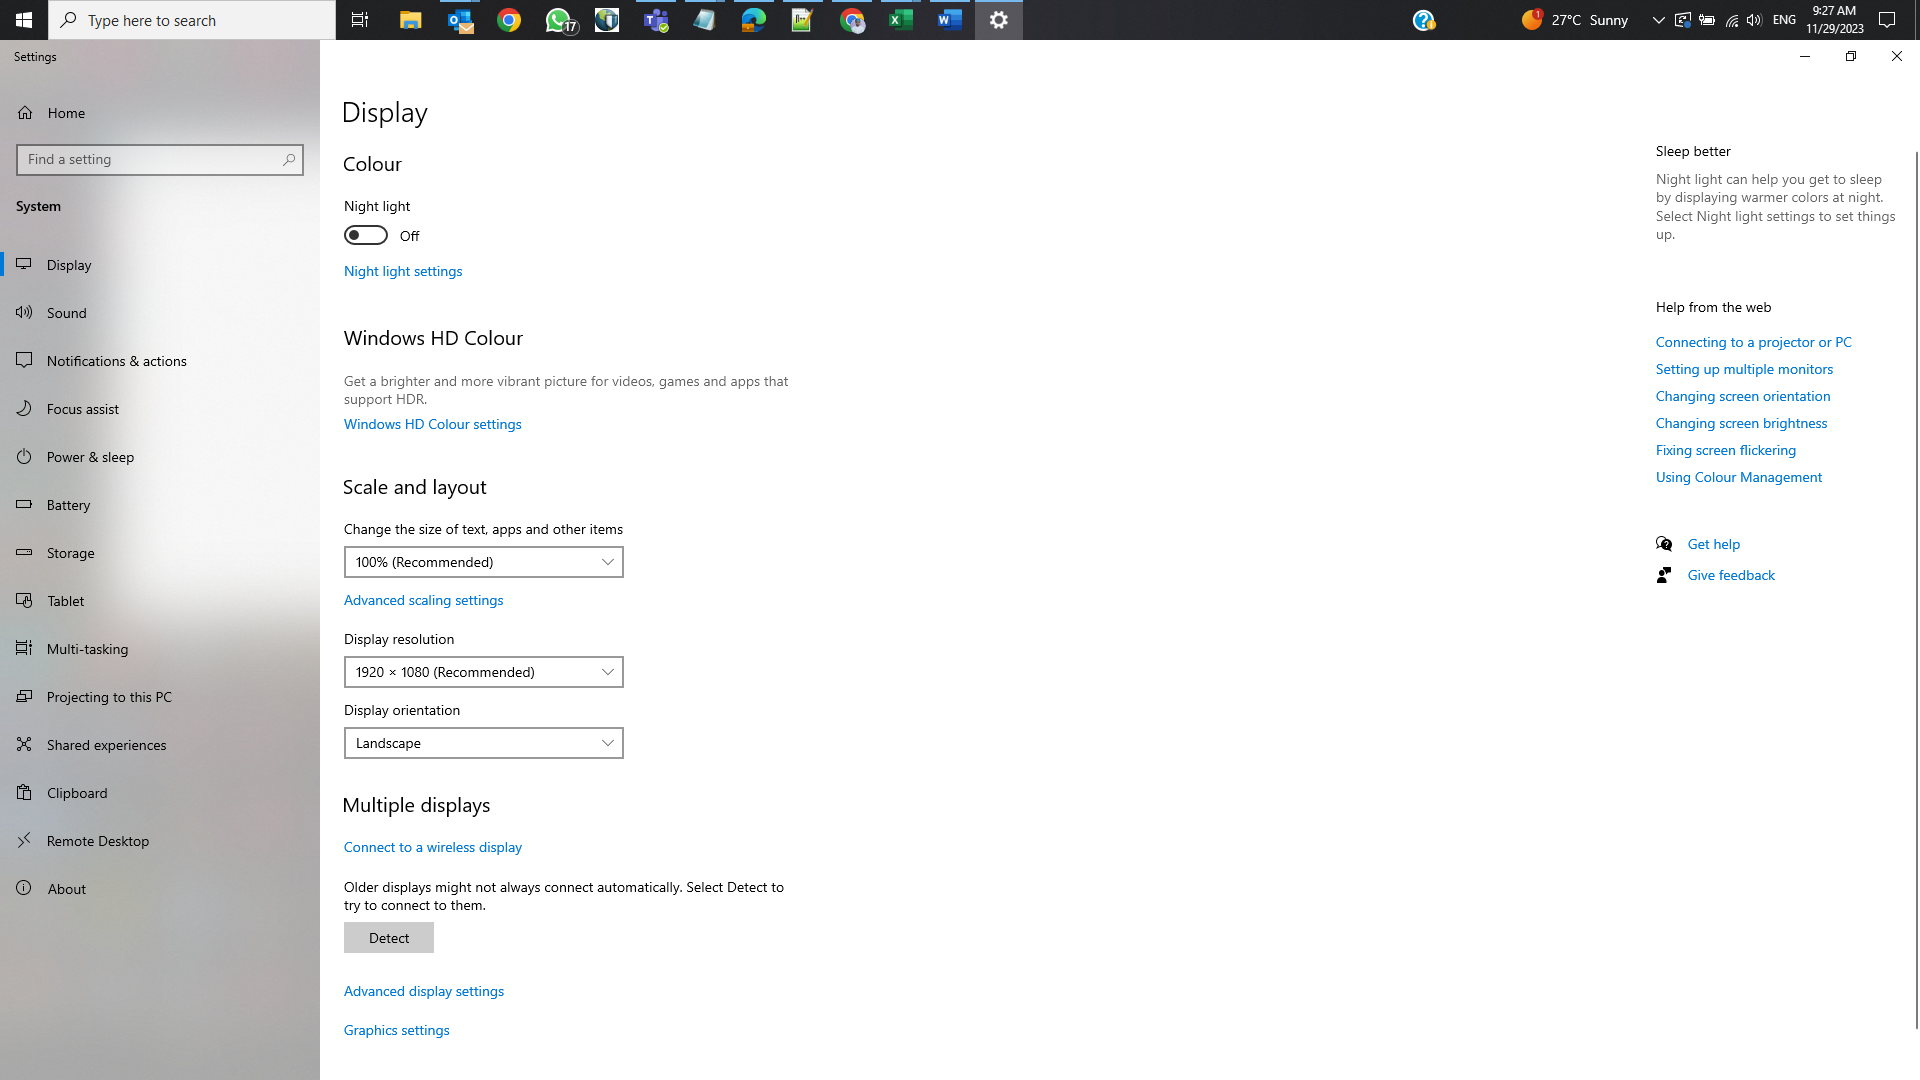 Type here to search
17
1
27°C Sunny
ENG
9:27 AM
11/29/2023
Settings
Home
Find a setting
System
Display
Sound
Notifications & actions
Focus assist
Power & sleep
Battery
Storage
Tablet
Multi-tasking
Projecting to this PC
Shared experiences
Clipboard
Remote Desktop
About
Display
Colour
Night light
Off
Night light settings
Windows HD Colour
Get a brighter and more vibrant picture for videos, games and apps that
support HDR.
Windows HD Colour settings
Scale and layout
Change the size of text, apps and other items
100% (Recommended)
Advanced scaling settings
Display resolution
1920 × 1080 (Recommended)
Display orientation
Landscape
Multiple displays
Connect to a wireless display
Older displays might not always connect automatically. Select Detect to
try to connect to them.
Detect
Advanced display settings
Graphics settings
Sleep better
Night light can help you get to sleep
by displaying warmer colors at night.
Select Night light settings to set things
up.
Help from the web
Connecting to a projector or PC
Setting up multiple monitors
Changing screen orientation
Changing screen brightness
Fixing screen flickering
Using Colour Management
Get help
Give feedback